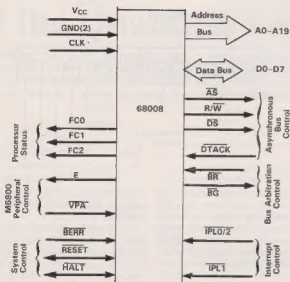 Vcc
GND(2)
CLK
Address
Bus
A0-A19
Data Bus
D0-D7
68008
AS
R/W
DS
DTACK
Asynchronous
Bus
Control
FC0
FC1
FC2
Processor
Status
BR
BG
Bus Arbitration
Control
E
VPA
M6800
Peripheral
Control
BERR
RESET
HALT
System
Control
IPL0/2
IPL1
Interrupt
Control